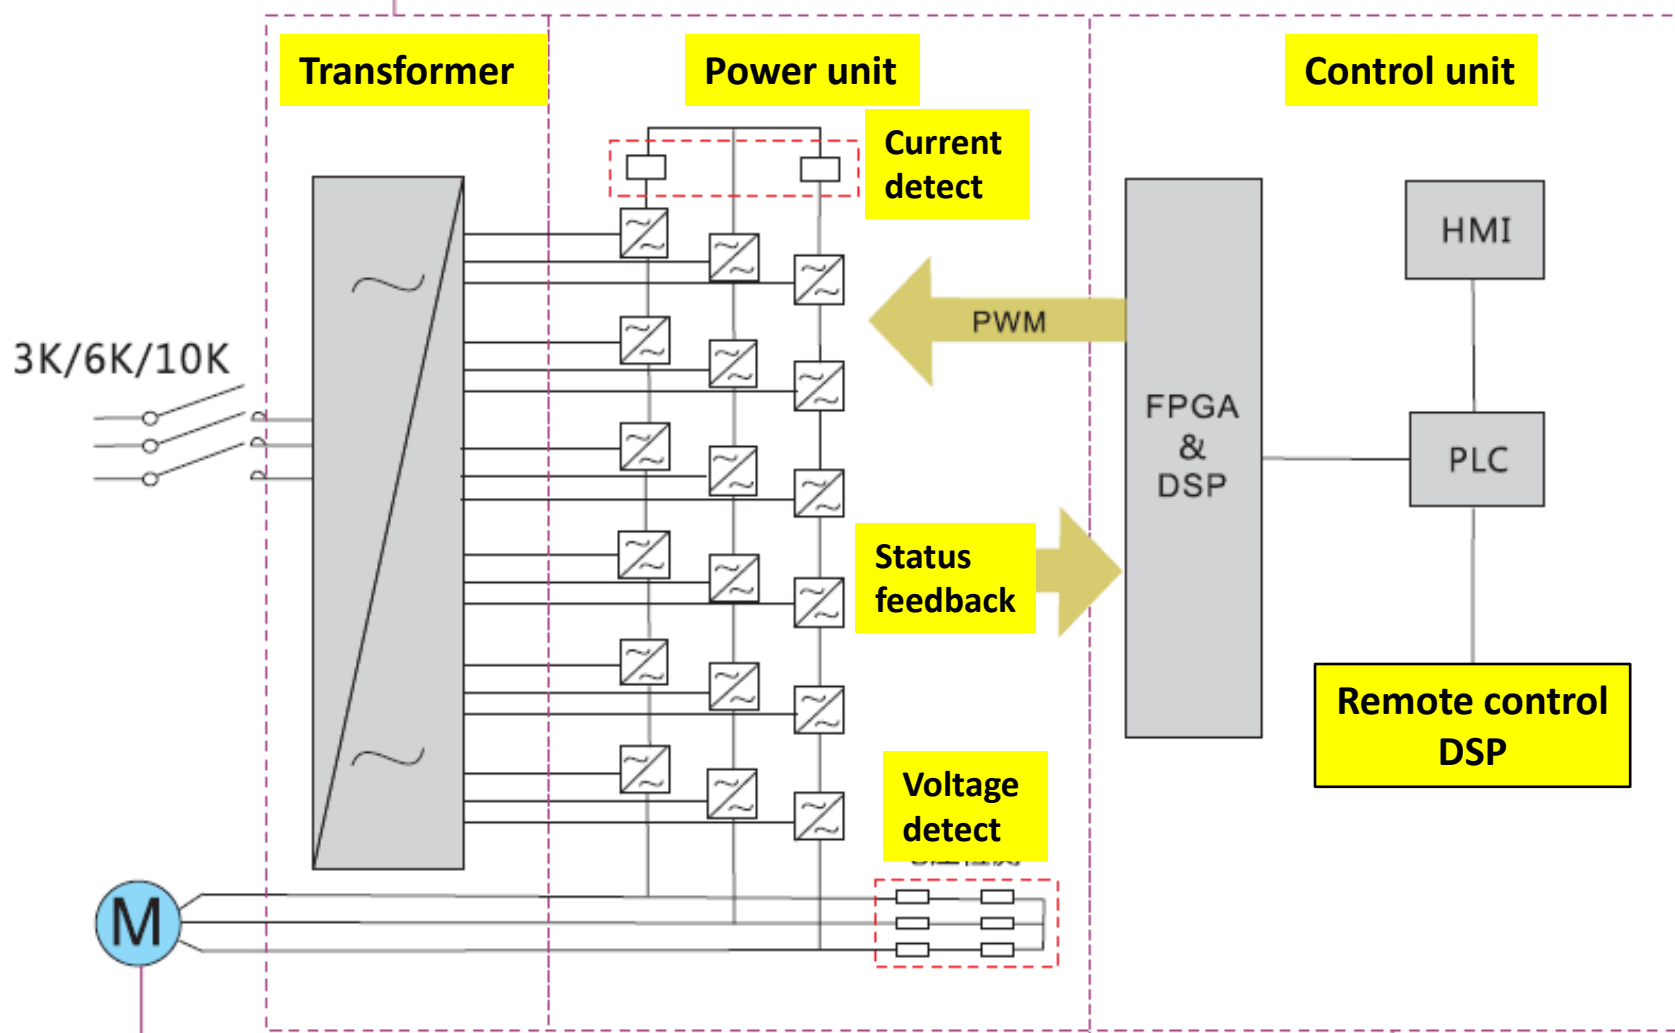 Transformer
Power unit
Control unit
Current
detect
HMI
PWM
3K/6K/10K
FPGA
&
DSP
PLC
Status
feedback
Remote control
DSP
Voltage
detect
M